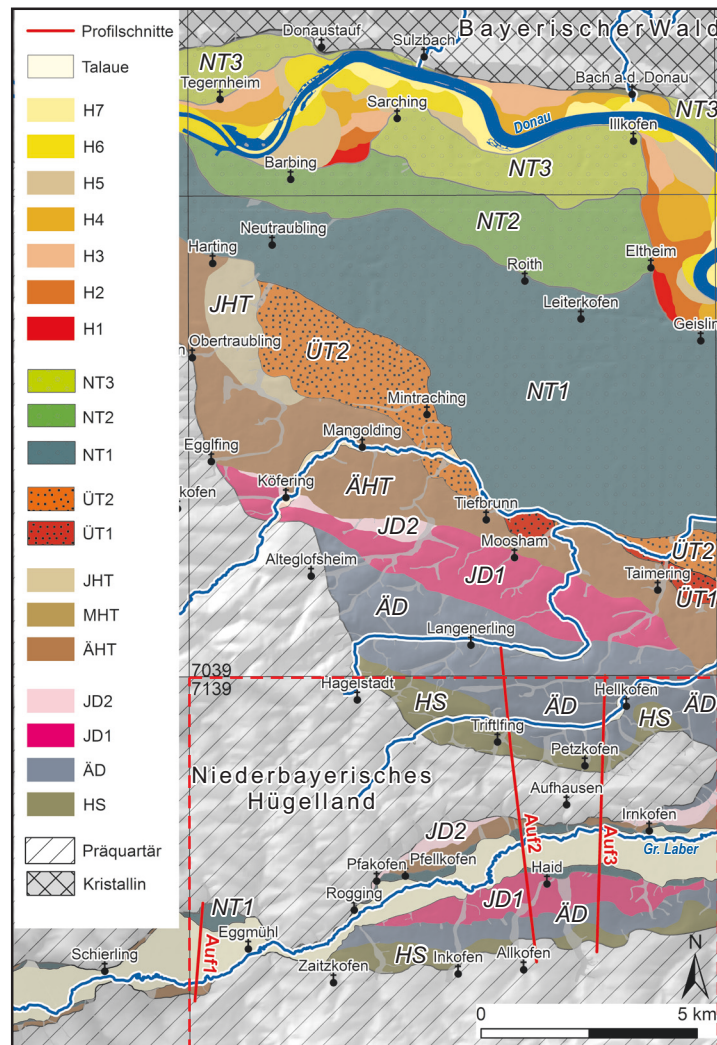 Profilschnitte
Talaue
H7
H6
H5
H4
H3
H2
H1
NT3
NT2
NT1
ÜT2
ÜT1
JHT
MHT
ÄHT
JD2
JD1
ÄD
HS
Präquartär
Kristallin
Donaustauf
Bayerischer Wald
Sulzbach
NT3
Tegernheim
Bach a.d. Donau
Sarching
NT3
Donau
Illkofen
Barbing
NT3
NT2
Neutraubling
Harting
Roith
Eltheim
JHT
Leiterkofen
Geislin
Obertraubling
ÜT2
NT1
Mintraching
Mangolding
Egglfing
Köfering
ÄHT
kofen
Tiefbrunn
JD2
Moosham
ÜT2
Alteglofsheim
JD1
Taimering
ÜT1
ÄD
Langenerling
7039
7139
Hagelstadt
HS
ÄD
Hellkofen
ÄD
HS
Triftlfing
Petzkofen
Niederbayerisches
Hügelland
Aufhausen
JD2
Auf2
Auf3
Irnkofen
Gr. Laber
Pfakofen
Pfellkofen
Haid
Rogging
JD1
NT1
ÄD
Auf1
Eggmühl
Schierling
HS
Zaitzkofen
Inkofen
Allkofen
N
0 5 km